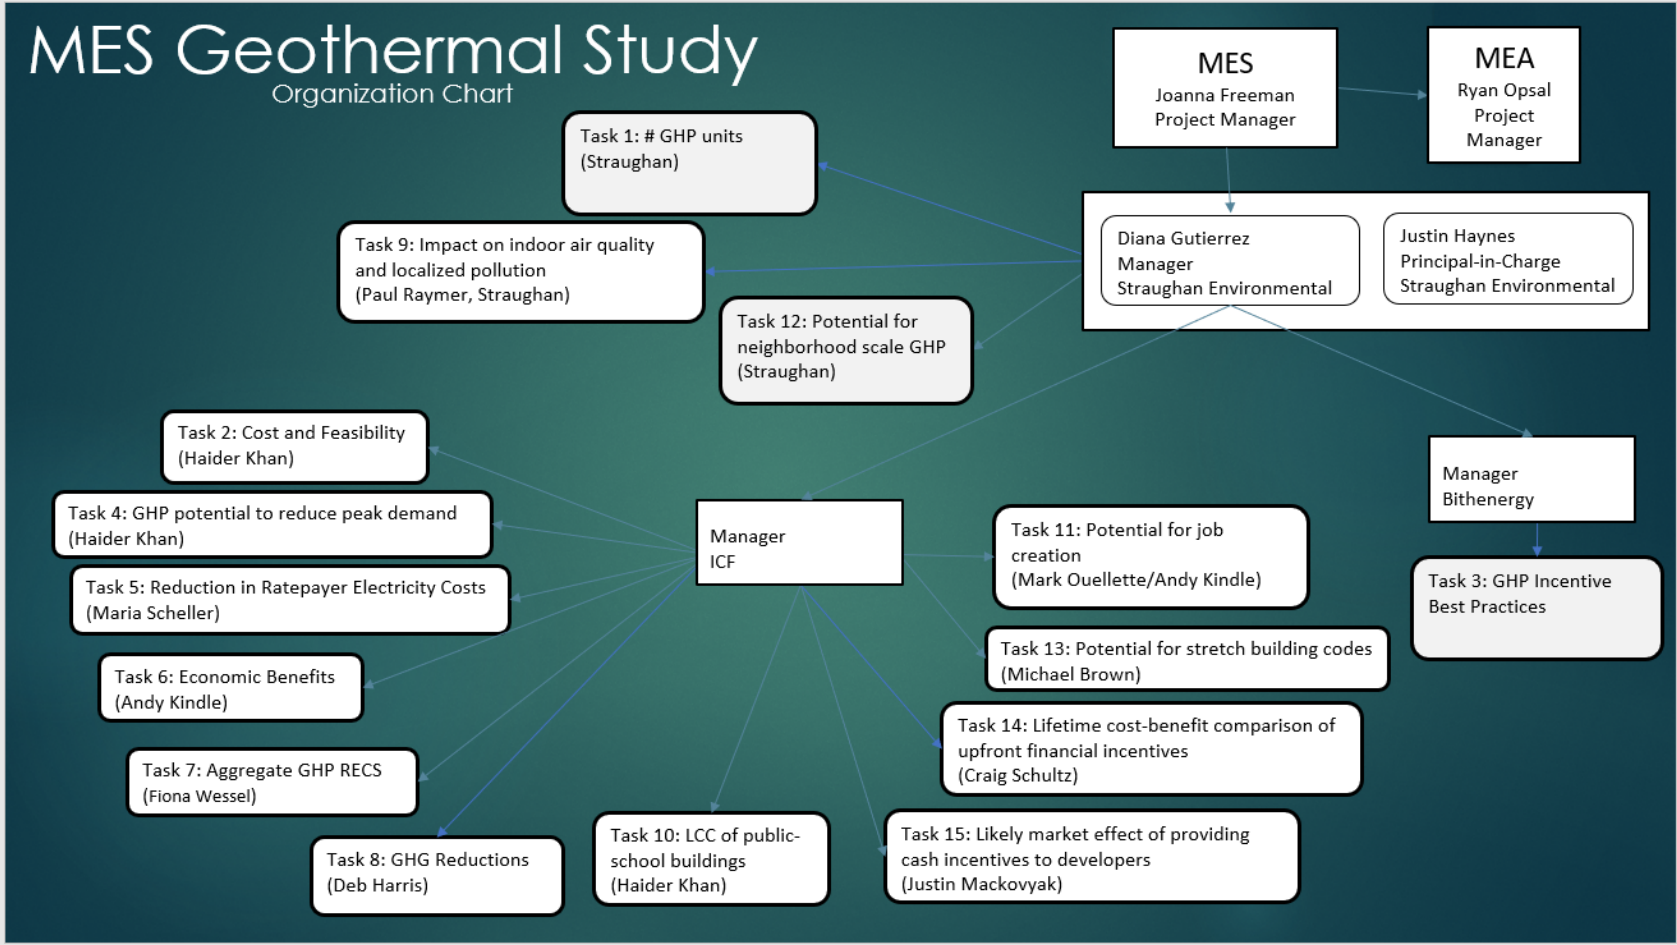 MES Geothermal Study
Organization Chart
MES
Joanna Freeman
Project Manager
MEA
Ryan Opsal
Project
Manager
Task 1: # GHP units
(Straughan)
Diana Gutierrez
Manager
Straughan Environmental
Justin Haynes
Principal-in-Charge
Straughan Environmental
Task 9: Impact on indoor air quality
and localized pollution
(Paul Raymer, Straughan)
Task 12: Potential for
neighborhood scale GHP
(Straughan)
Task 2: Cost and Feasibility
(Haider Khan)
Task 4: GHP potential to reduce peak demand
(Haider Khan)
Task 5: Reduction in Ratepayer Electricity Costs
(Maria Scheller)
Task 6: Economic Benefits
(Andy Kindle)
Task 7: Aggregate GHP RECS
(Fiona Wessel)
Task 8: GHG Reductions
(Deb Harris)
Manager
ICF
Task 10: LCC of public-
school buildings
(Haider Khan)
Task 11: Potential for job
creation
(Mark Ouellette/Andy Kindle)
Task 13: Potential for stretch building codes
(Michael Brown)
Task 14: Lifetime cost-benefit comparison of
upfront financial incentives
(Craig Schultz)
Task 15: Likely market effect of providing
cash incentives to developers
(Justin Mackovyak)
Manager
Bithenergy
Task 3: GHP Incentive
Best Practices